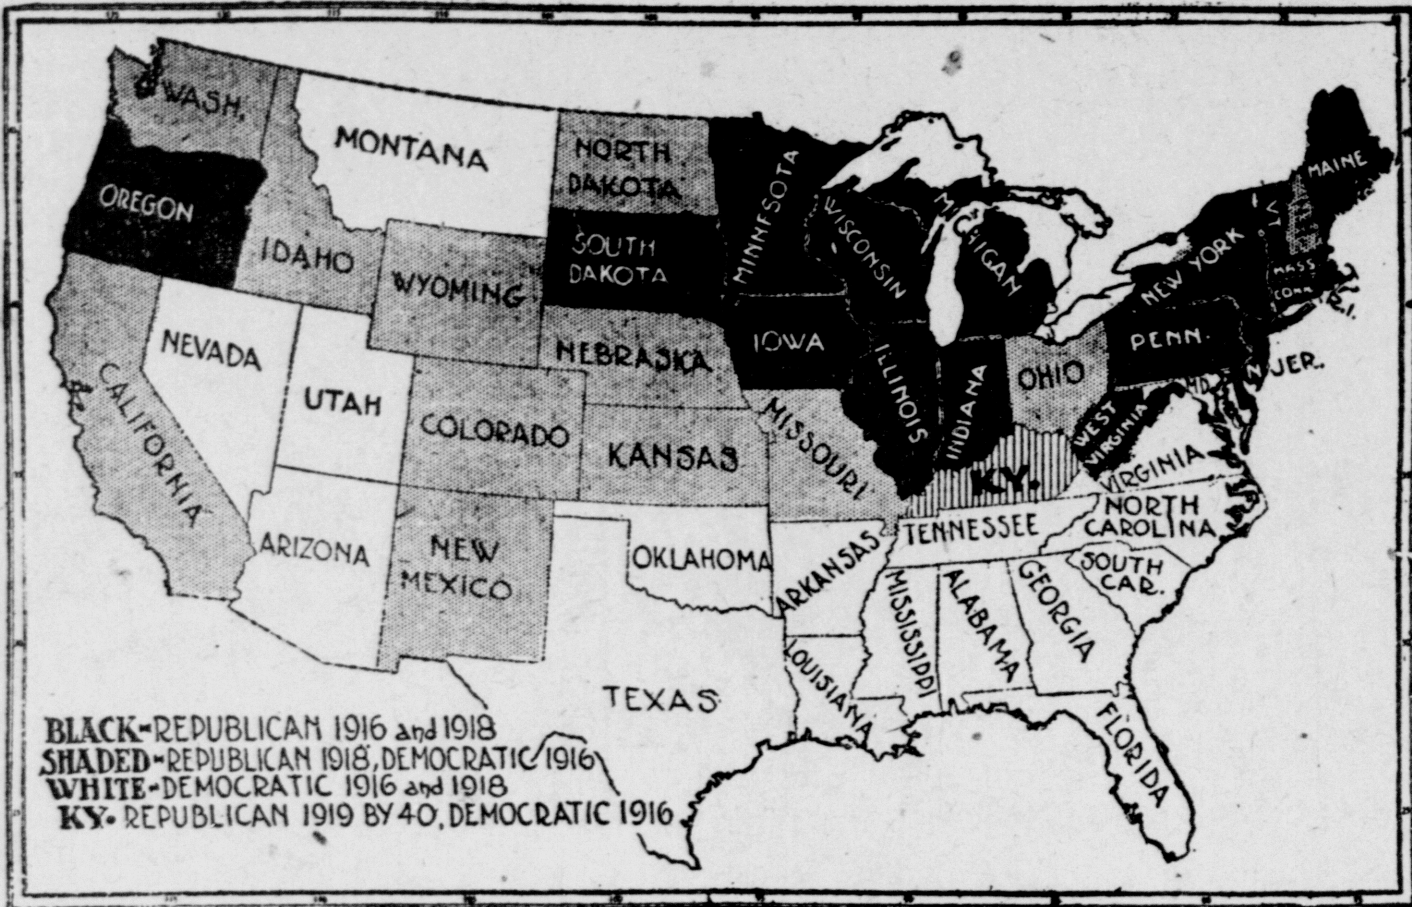 WASH.
MONTANA
NORTH
DAKOTA
MINNESOTA
WISCONSIN
MICHIGAN
MAINE
VT.
OREGON
IDAHO
WYOMING
SOUTH
DAKOTA
NEW YORK
MASS
CONN.
R.I.
NEVADA
UTAH
NEBRASKA
IOWA
ILLINOIS
INDIANA
OHIO
PENN.
N. JER.
MD.
CALIFORNIA
COLORADO
KANSAS
MISSOURI
KY.
WEST
VIRGINIA
VIRGINIA
ARIZONA
NEW
MEXICO
OKLAHOMA
ARKANSAS
TENNESSEE
NORTH
CAROLINA
SOUTH
CAR.
TEXAS
LOUISIANA
MISSISSIPPI
ALABAMA
GEORGIA
FLORIDA
BLACK-REPUBLICAN 1916 and 1918
SHADED-REPUBLICAN 1918, DEMOCRATIC 1916
WHITE-DEMOCRATIC 1916 and 1918
KY. REPUBLICAN 1919 BY 40, DEMOCRATIC 1916